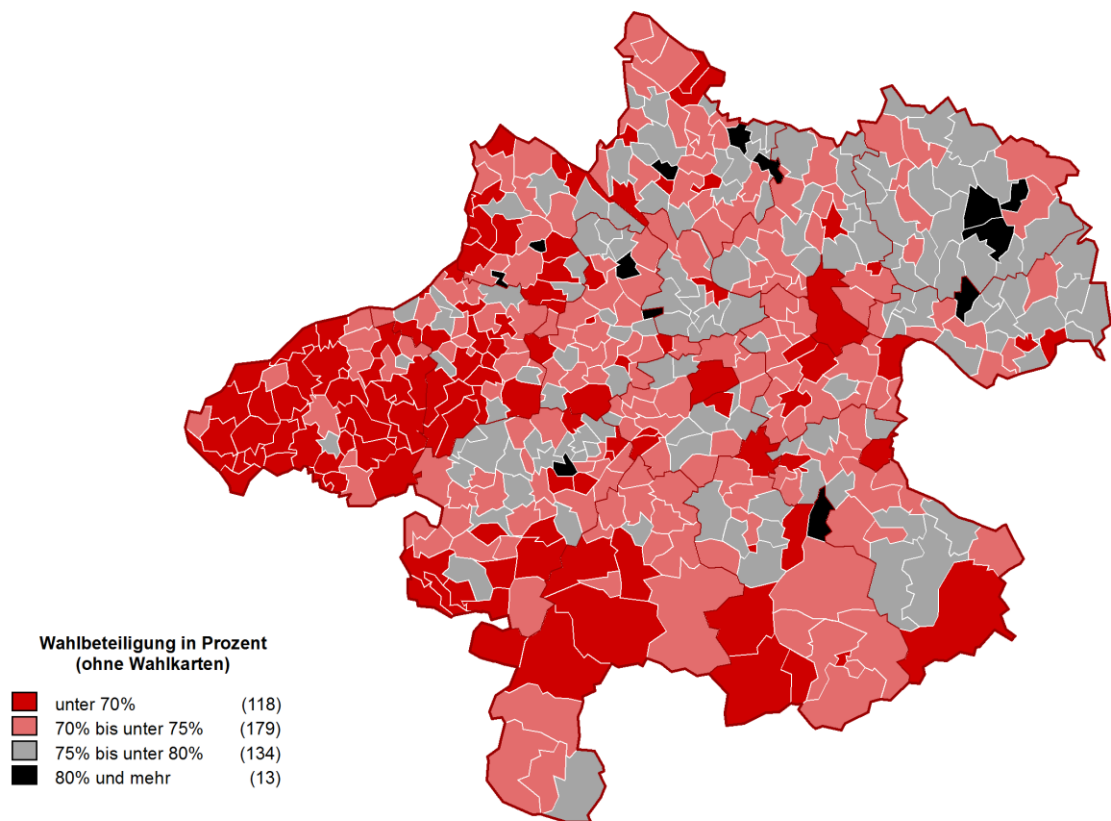 Wahlbeteiligung in Prozent
(ohne Wahlkarten)
unter 70% (118)
70% bis unter 75% (179)
75% bis unter 80% (134)
80% und mehr (13)